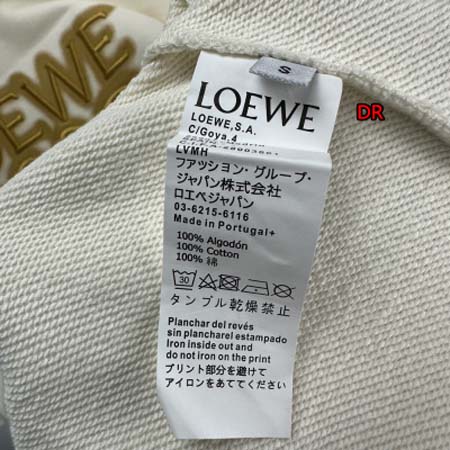 LOEWE
S
LOEWE
LOEWE,S.A.
C/Goya,4
LVMH
ファッション・グループ・
ジャパン株式会社
ロエベジャパン
03-6215-6116
Made in Portugal+
100% Algodón
100% Cotton
100% 綿
30
タンブル乾燥禁止
Planchar del revés
sin planchar el estampado
Iron inside out and
do not iron on the print
プリント部分を避けて
アイロンをあててください
DR